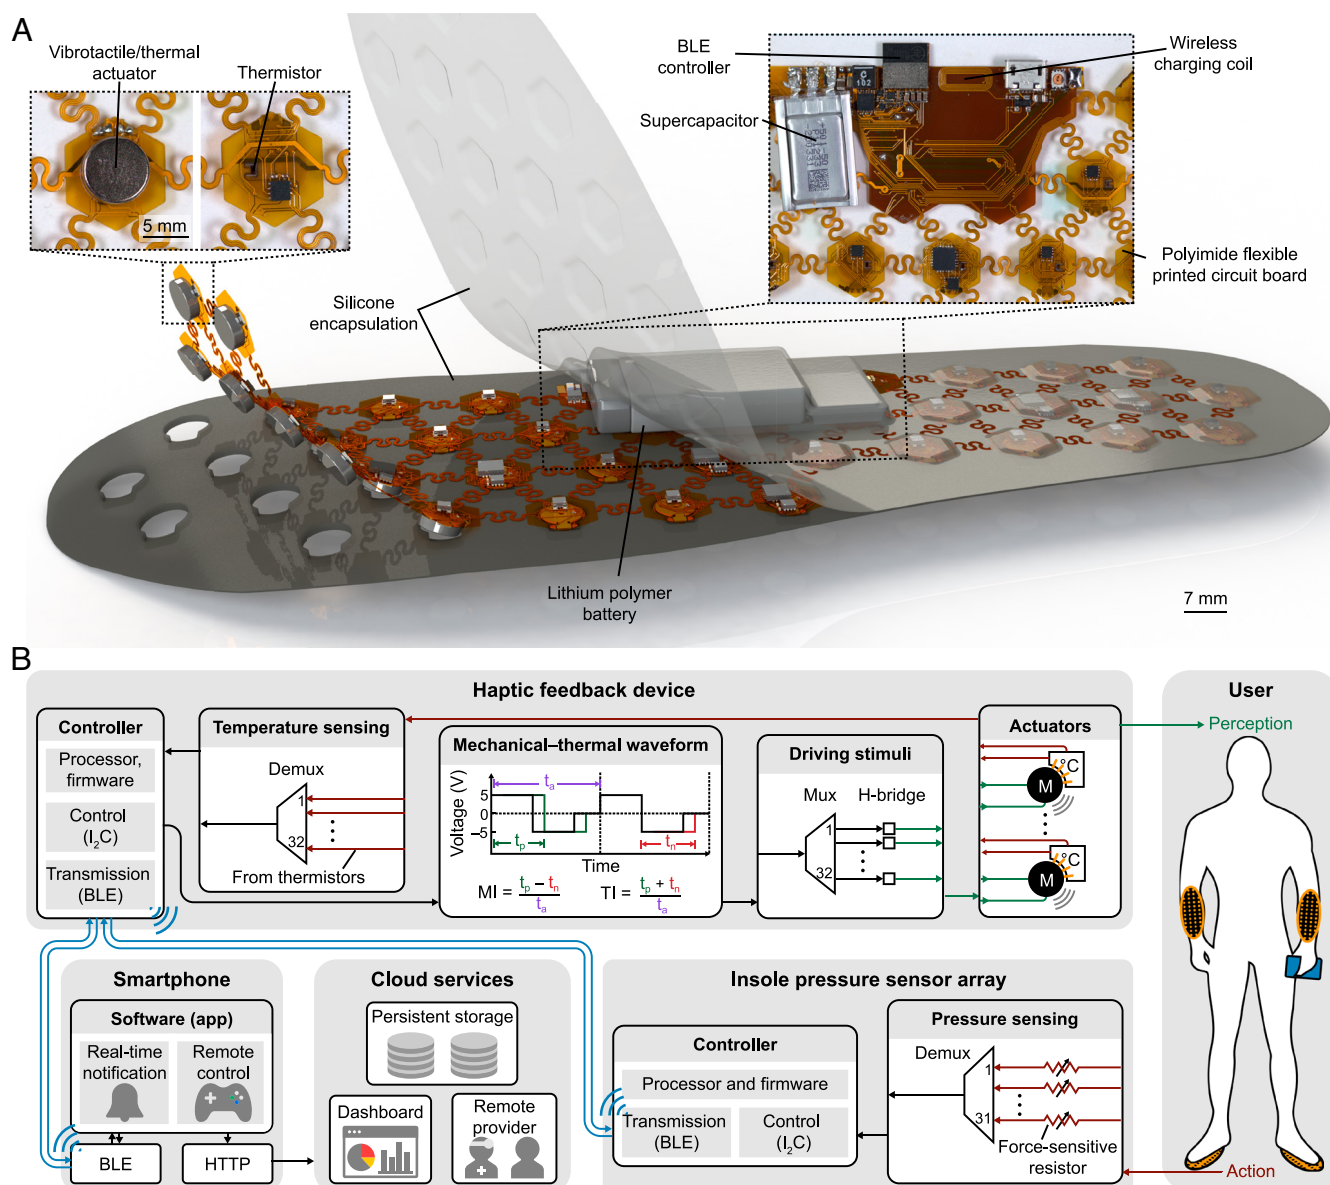 A
Vibrotactile/thermal
actuator
Thermistor
5 mm
BLE
controller
Wireless
charging coil
Supercapacitor
Polyimide flexible
printed circuit board
Silicone
encapsulation
Lithium polymer
battery
7 mm
B
Haptic feedback device
User
Controller
Processor,
firmware
Control
(I2C)
Transmission
(BLE)
Temperature sensing
Demux
1
32
From thermistors
Mechanical–thermal waveform
Voltage (V)
5
0
–5
ta
tp
tn
Time
MI = tp – tn / ta
TI = tp + tn / ta
Driving stimuli
Mux
H-bridge
1
32
Actuators
°C
M
°C
M
Perception
Smartphone
Software (app)
Real-time
notification
Remote
control
BLE
HTTP
Cloud services
Persistent storage
Dashboard
Remote
provider
Insole pressure sensor array
Controller
Processor and firmware
Transmission
(BLE)
Control
(I2C)
Pressure sensing
Demux
1
31
Force-sensitive
resistor
Action